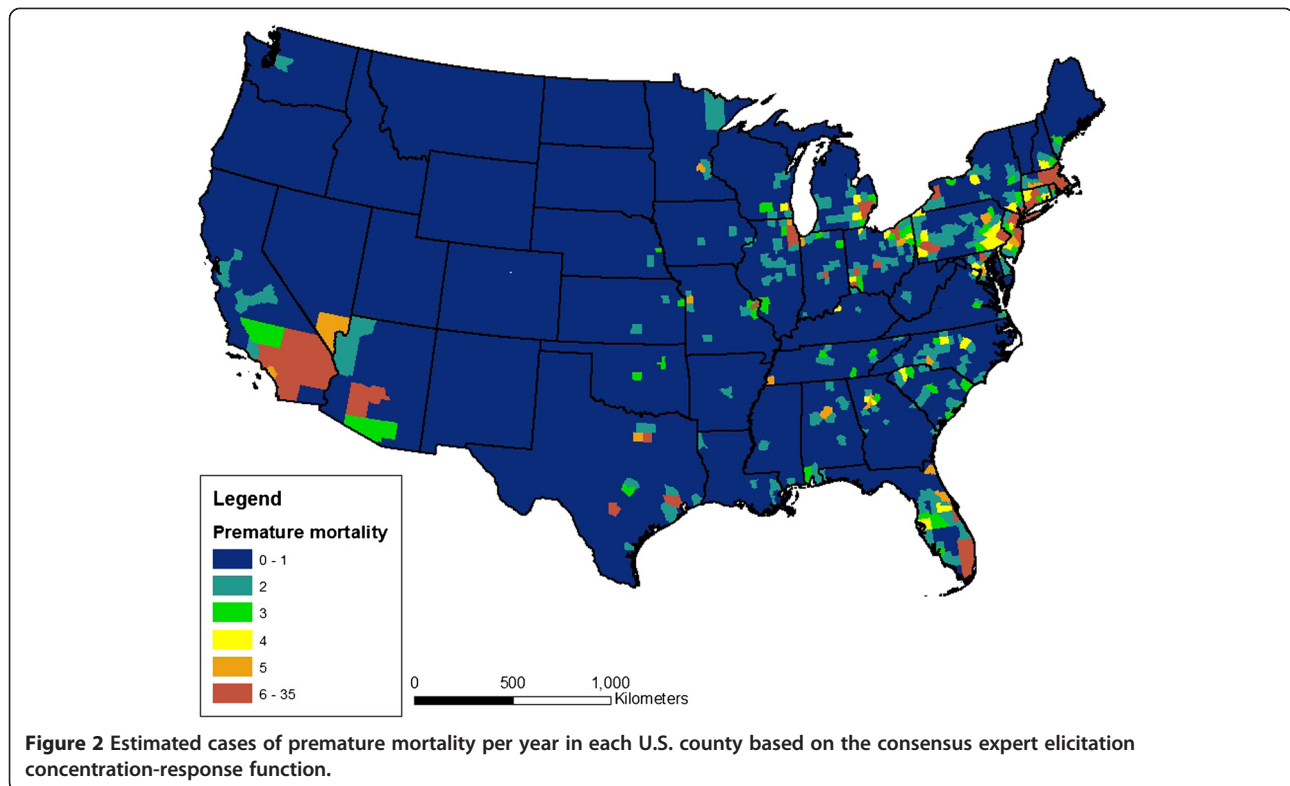 Legend
Premature mortality
0 - 1
2
3
4
5
6 - 35
0 500 1,000
Kilometers
Figure 2 Estimated cases of premature mortality per year in each U.S. county based on the consensus expert elicitation
concentration-response function.